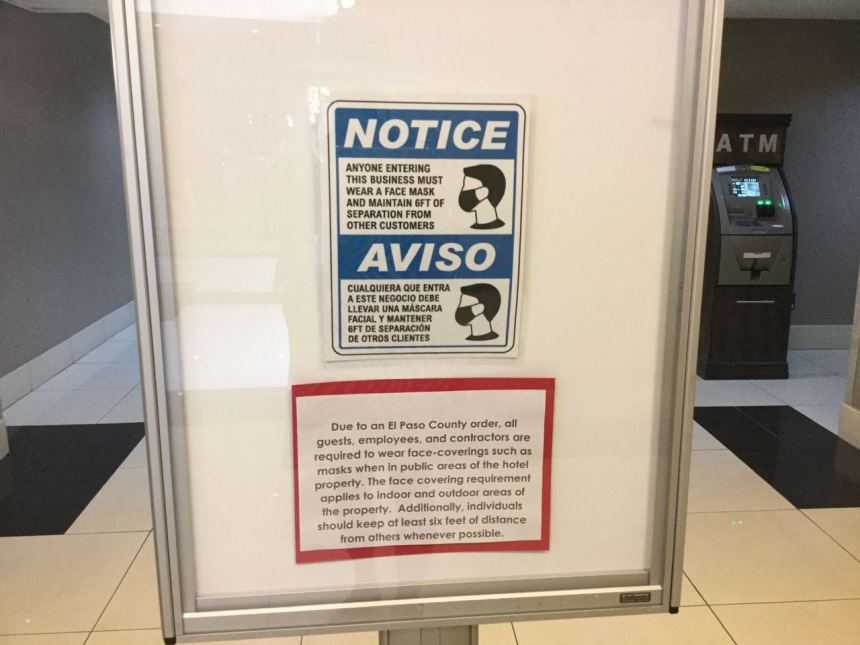 NOTICE
ANYONE ENTERING
THIS BUSINESS MUST
WEAR A FACE MASK
AND MAINTAIN 6FT OF
SEPARATION FROM
OTHER CUSTOMERS
AVISO
CUALQUIERA QUE ENTRA
A ESTE NEGOCIO DEBE
LLEVAR UNA MÁSCARA
FACIAL Y MANTENER
6FT DE SEPARACIÓN
DE OTROS CLIENTES
Due to an El Paso County order, all
guests, employees, and contractors are
required to wear face-coverings such as
masks when in public areas of the hotel
property. The face covering requirement
applies to indoor and outdoor areas of
the property. Additionally, individuals
should keep at least six feet of distance
from others whenever possible.
ATM